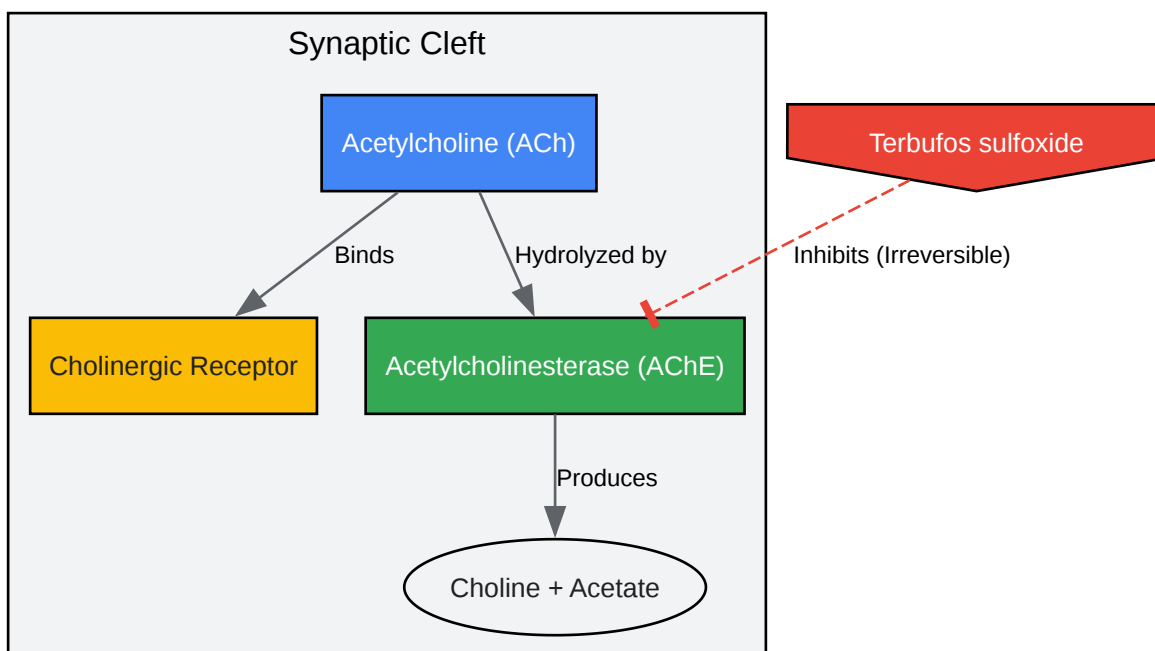 Synaptic Cleft
Acetylcholine (ACh)
Terbufos sulfoxide
Binds
Hydrolyzed by
Inhibits (Irreversible)
Cholinergic Receptor
Acetylcholinesterase (AChE)
Produces
Choline + Acetate